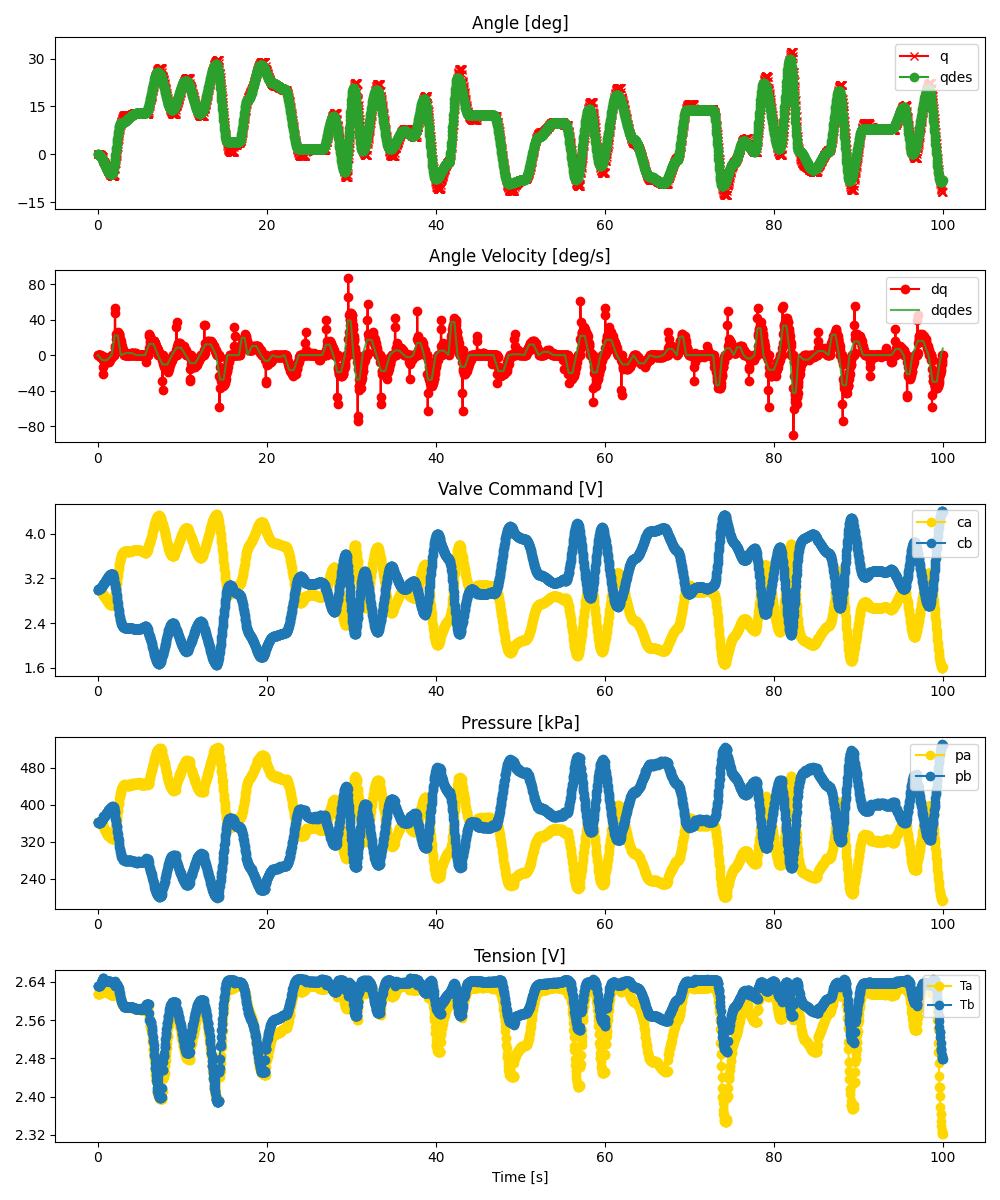 Angle [deg]
30
15
0
−15
q
qdes
0 20 40 60 80 100
Angle Velocity [deg/s]
80
40
0
−40
−80
dq
dqdes
0 20 40 60 80 100
Valve Command [V]
4.0
3.2
2.4
1.6
ca
cb
0 20 40 60 80 100
Pressure [kPa]
480
400
320
240
pa
pb
0 20 40 60 80 100
Tension [V]
2.64
2.56
2.48
2.40
2.32
Ta
Tb
0 20 40 60 80 100
Time [s]